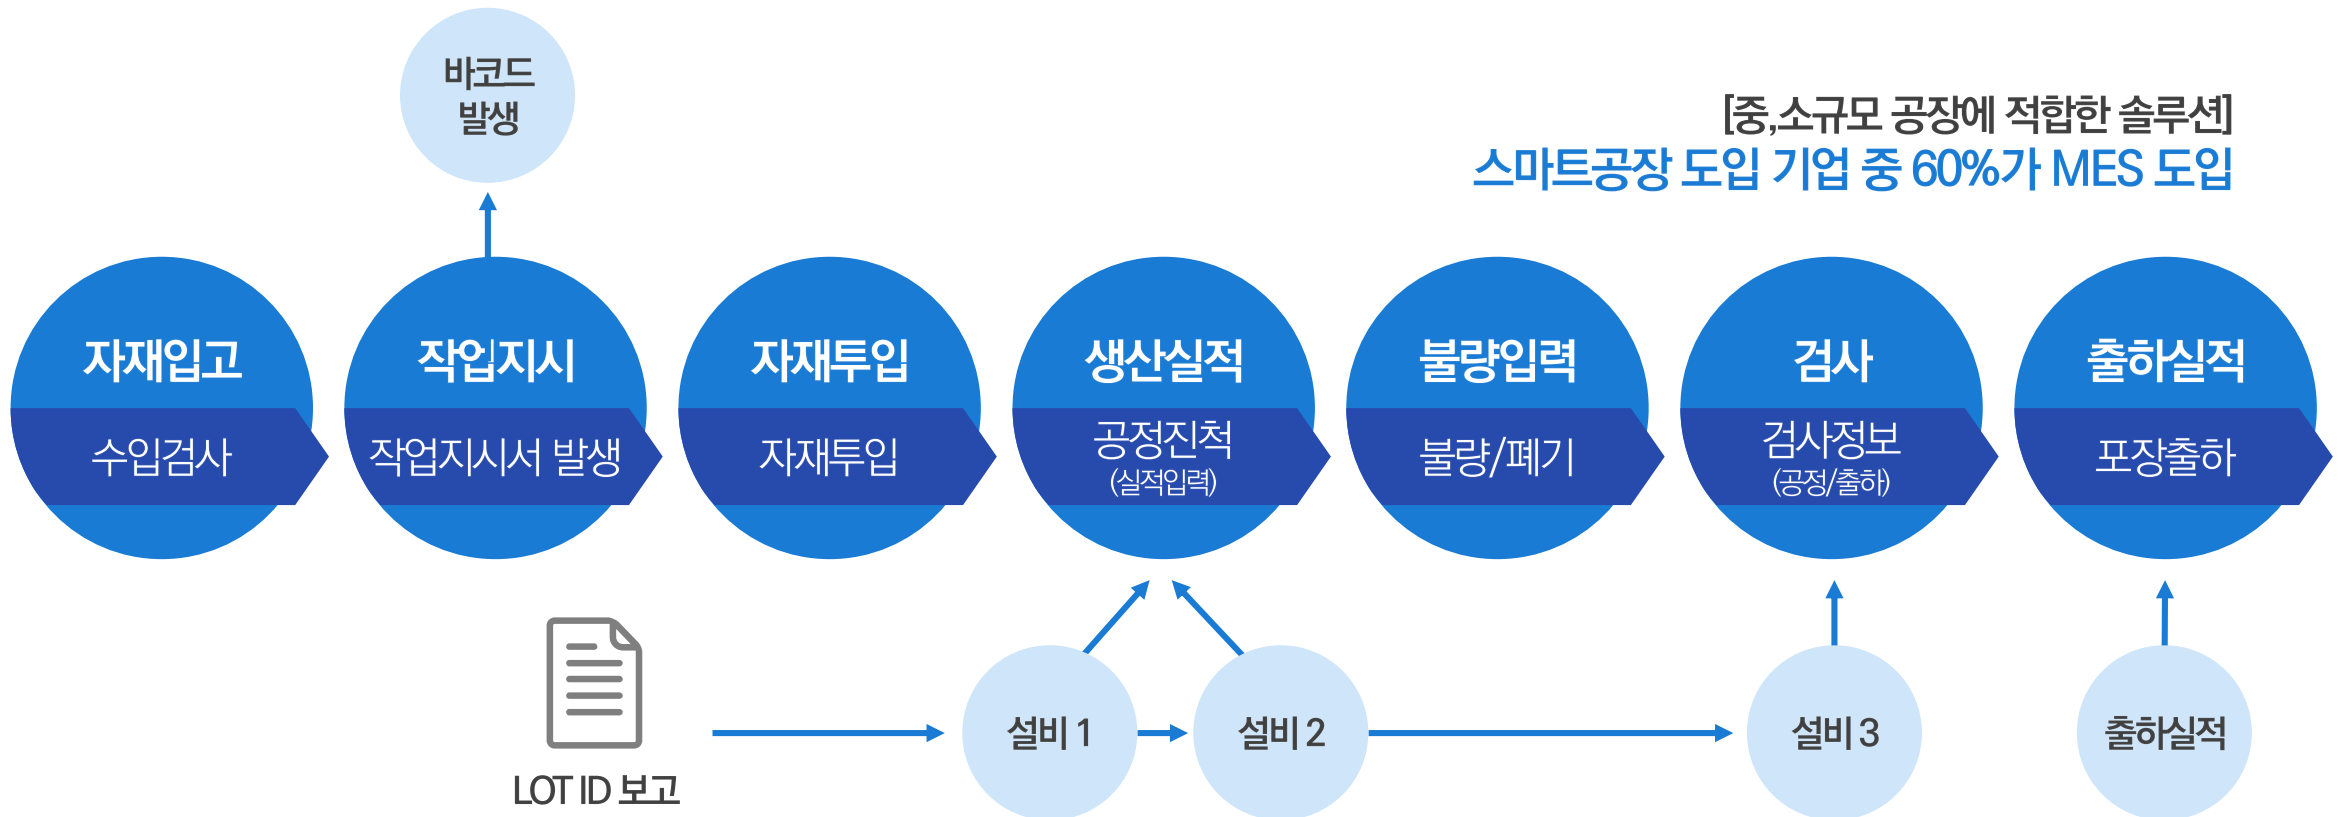 바코드
발생
[중,소규모 공장에 적합한 솔루션]
스마트공장 도입 기업 중 60%가 MES 도입
자재입고
수입검사
작업지시
작업지시서 발생
자재투입
자재투입
생산실적
공정진척
(실적입력)
불량입력
불량/폐기
검사
검사정보
(공정/출하)
출하실적
포장출하
LOT ID 보고
설비 1
설비 2
설비 3
출하실적